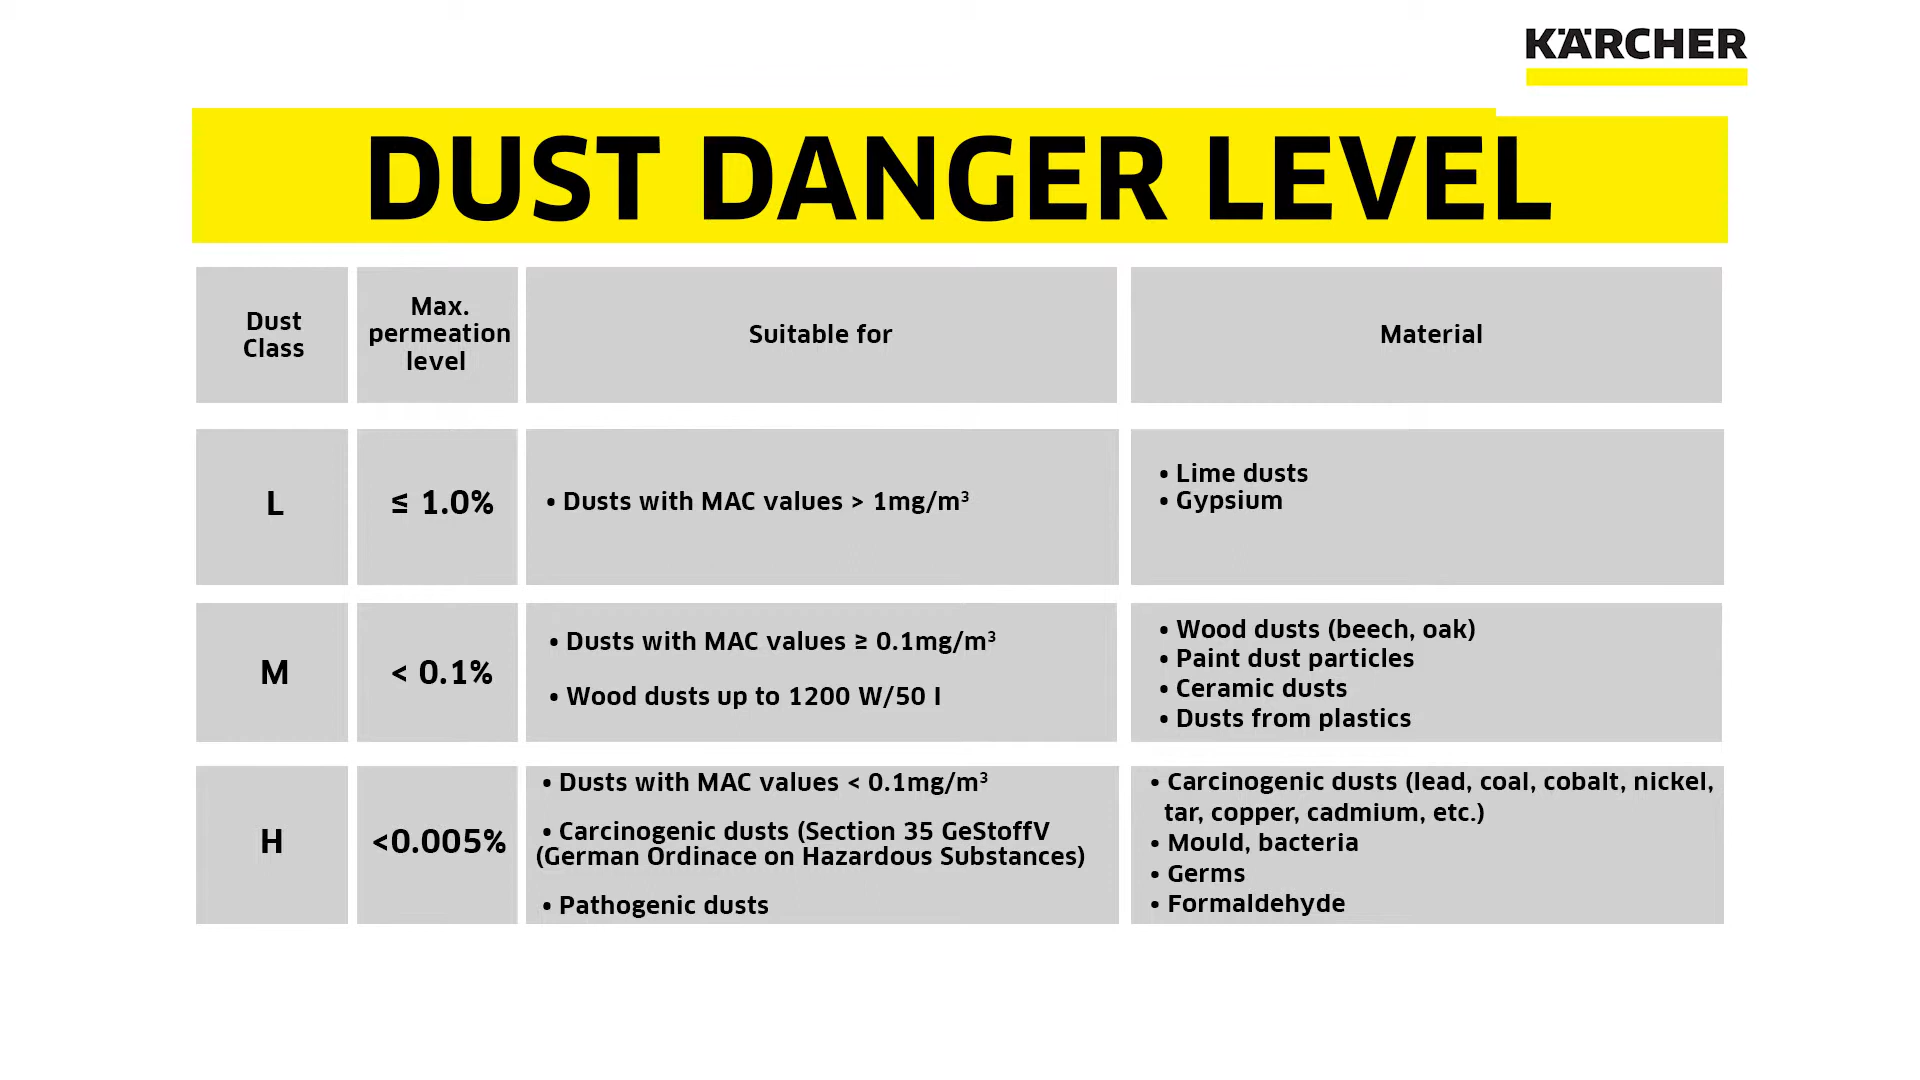 KÄRCHER
DUST DANGER LEVEL
Dust
Class
Max.
permeation
level
Suitable for
Material
L
≤ 1.0%
• Dusts with MAC values > 1mg/m³
• Lime dusts
• Gypsium
M
< 0.1%
• Dusts with MAC values ≥ 0.1mg/m³
• Wood dusts up to 1200 W/50 l
• Wood dusts (beech, oak)
• Paint dust particles
• Ceramic dusts
• Dusts from plastics
H
<0.005%
• Dusts with MAC values < 0.1mg/m³
• Carcinogenic dusts (Section 35 GeStoffV
(German Ordinace on Hazardous Substances)
• Pathogenic dusts
• Carcinogenic dusts (lead, coal, cobalt, nickel,
tar, copper, cadmium, etc.)
• Mould, bacteria
• Germs
• Formaldehyde